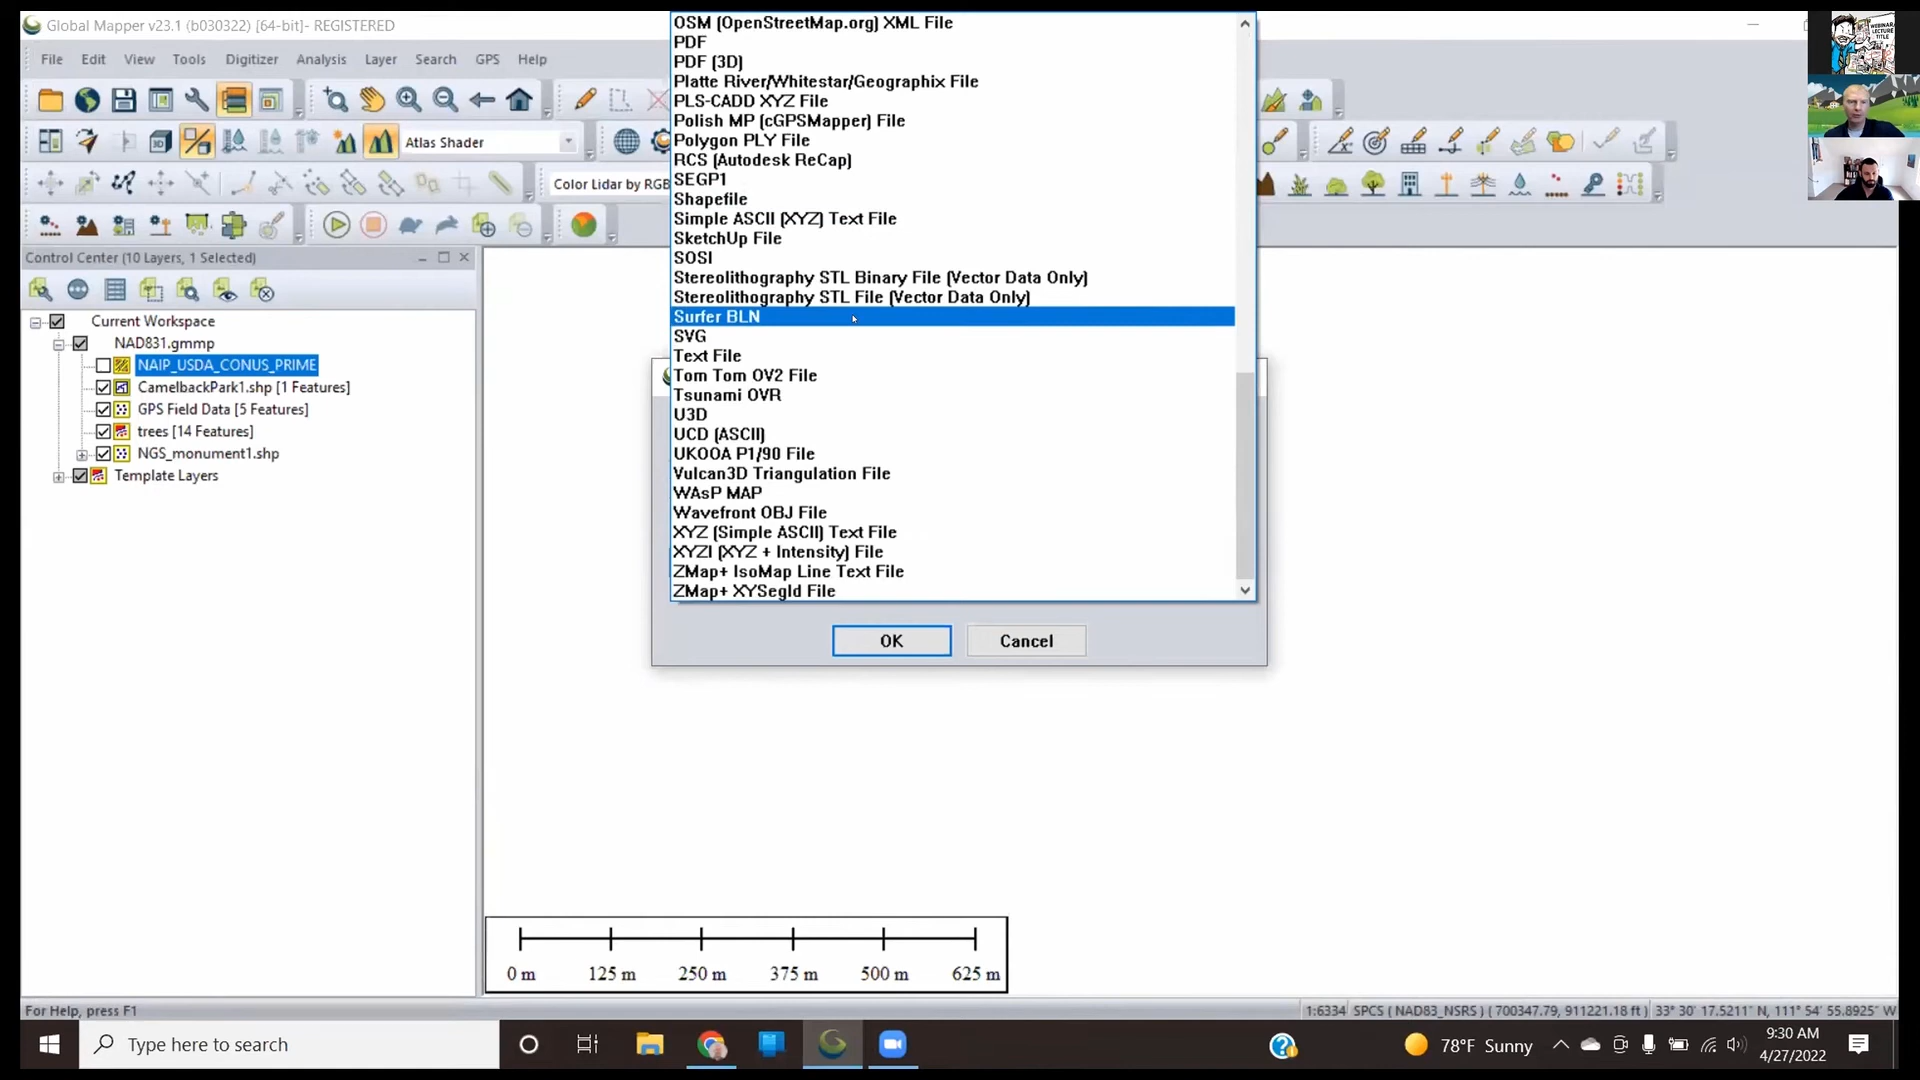 Global Mapper v23.1 (b030322) [64-bit]- REGISTERED
File Edit View Tools Digitizer Analysis Layer Search GPS Help
Atlas Shader
Color Lidar by RGB
Control Center (10 Layers, 1 Selected)
Current Workspace
NAD831.gmmp
NAIP_USDA_CONUS_PRIME
CamelbackPark1.shp [1 Features]
GPS Field Data [5 Features]
trees [14 Features]
NGS_monument1.shp
Template Layers
OSM (OpenStreetMap.org) XML File
PDF
PDF (3D)
Platte River/Whitestar/Geographix File
PLS-CADD XYZ File
Polish MP (cGPSMapper) File
Polygon PLY File
RCS (Autodesk ReCap)
SEGP1
Shapefile
Simple ASCII (XYZ) Text File
SketchUp File
SOSI
Stereolithography STL Binary File (Vector Data Only)
Stereolithography STL File (Vector Data Only)
Surfer BLN
SVG
Text File
Tom Tom OV2 File
Tsunami OVR
U3D
UCD (ASCII)
UKOOA P1/90 File
Vulcan3D Triangulation File
WAsP MAP
Wavefront OBJ File
XYZ (Simple ASCII) Text File
XYZI (XYZ + Intensity) File
ZMap+ IsoMap Line Text File
ZMap+ XYSegId File
OK Cancel
WEBINAR
LECTURE
TITLE
0 m 125 m 250 m 375 m 500 m 625 m
For Help, press F1
1:6334 SPCS ( NAD83_NSRS ) ( 700347.79, 911221.18 ft ) 33° 30' 17.5211" N, 111° 54' 55.8925" W
Type here to search
78°F Sunny
9:30 AM
4/27/2022